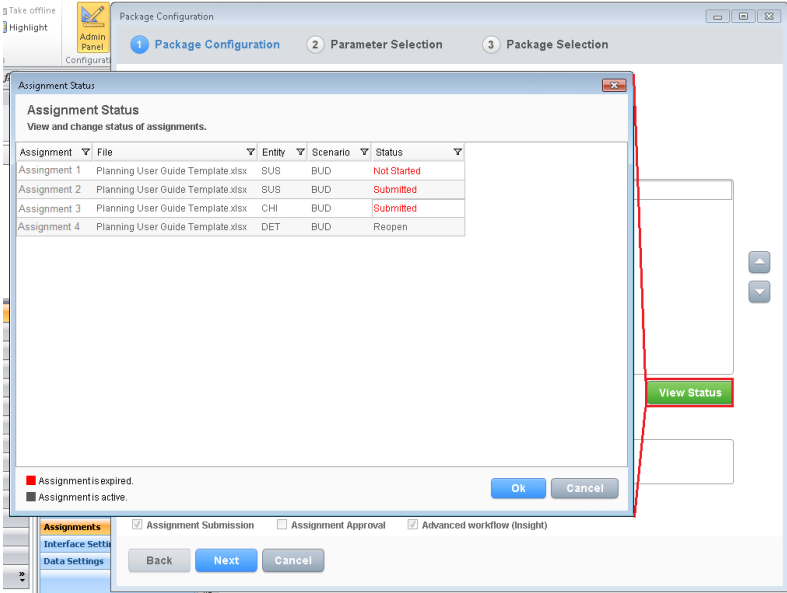 Take offline
Highlight
Admin
Panel
Configurati
Package Configuration
1 Package Configuration
2 Parameter Selection
3 Package Selection
Assignment Status
Assignment Status
View and change status of assignments.
Assignment File Entity Scenario Status
Assingment 1 Planning User Guide Template.xlsx SUS BUD Not Started
Assignment 2 Planning User Guide Template.xlsx SUS BUD Submitted
Assignment 3 Planning User Guide Template.xlsx CHI BUD Submitted
Assignment 4 Planning User Guide Template.xlsx DET BUD Reopen
View Status
Assignment is expired.
Assignment is active.
Ok
Cancel
Assignments
Interface Setti
Data Settings
Assignment Submission
Assignment Approval
Advanced workflow (Insight)
Back
Next
Cancel